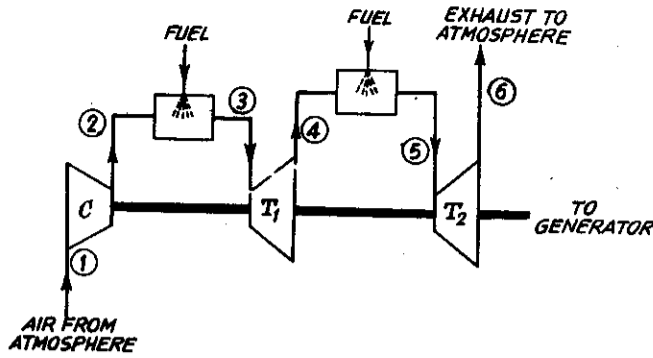 FUEL
FUEL
EXHAUST TO
ATMOSPHERE
②
③
④
⑤
⑥
C
T₁
T₂
①
TO
GENERATOR
AIR FROM
ATMOSPHERE